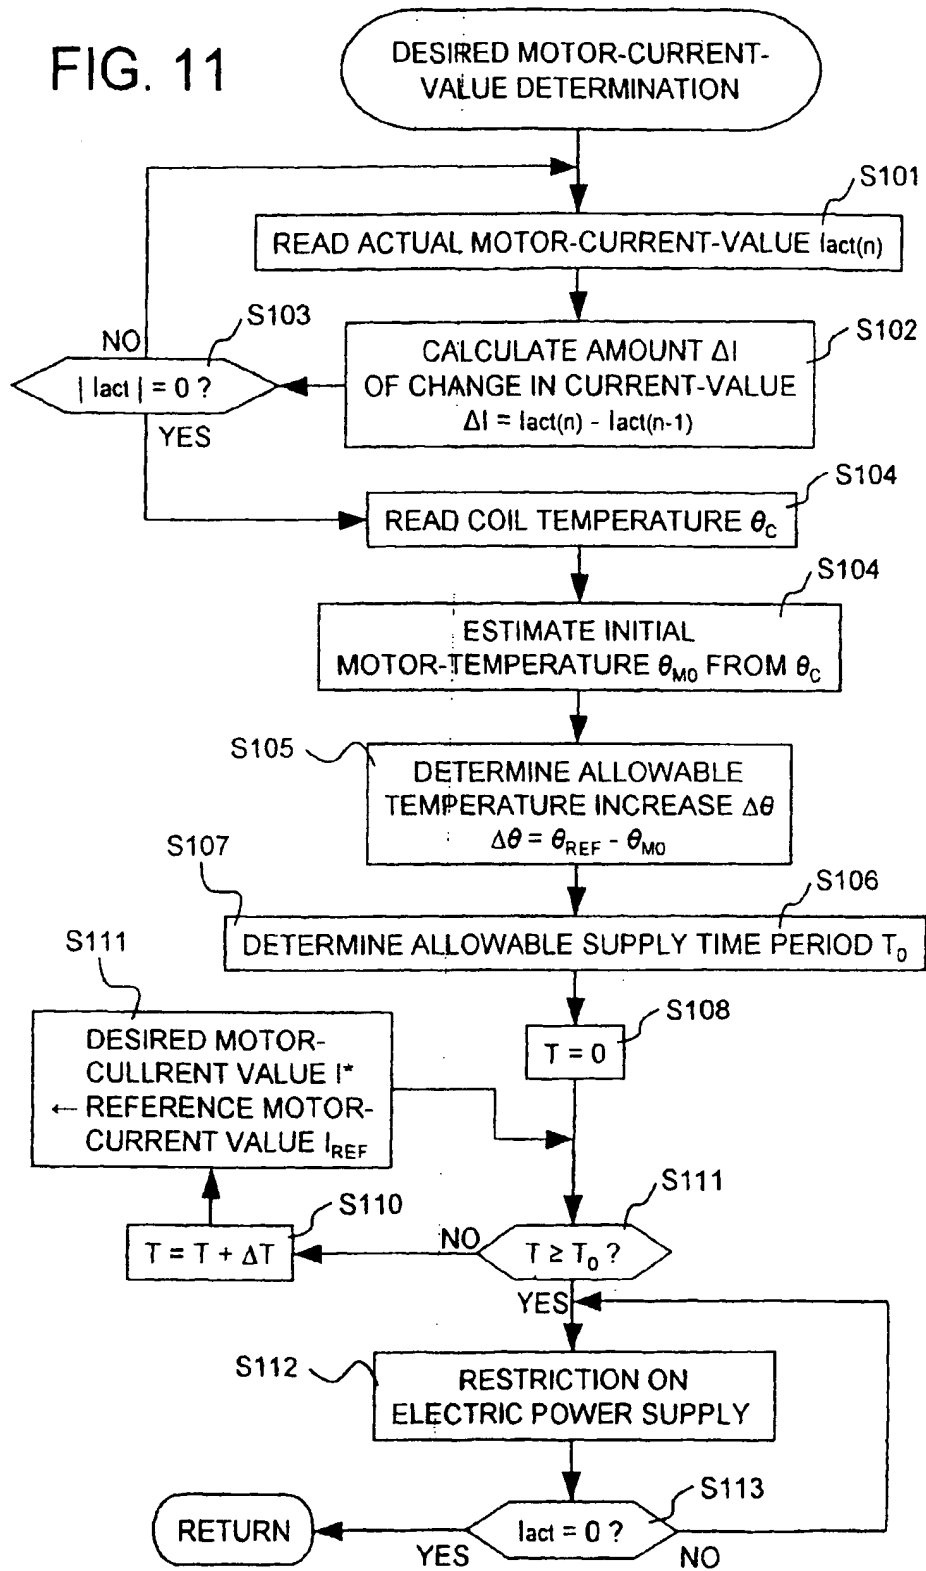 FIG. 11
DESIRED MOTOR-CURRENT-
VALUE DETERMINATION
S101
READ ACTUAL MOTOR-CURRENT-VALUE Iact(n)
S102
CALCULATE AMOUNT ΔI
OF CHANGE IN CURRENT-VALUE
ΔI = Iact(n) - Iact(n-1)
S103
NO
| Iact | = 0 ?
YES
S104
READ COIL TEMPERATURE θC
S104
ESTIMATE INITIAL
MOTOR-TEMPERATURE θM0 FROM θC
S105
DETERMINE ALLOWABLE
TEMPERATURE INCREASE Δθ
Δθ = θREF - θM0
S107
S106
DETERMINE ALLOWABLE SUPPLY TIME PERIOD T0
S108
T = 0
S111
DESIRED MOTOR-
CULLRENT VALUE I*
← REFERENCE MOTOR-
CURRENT VALUE IREF
S111
T ≥ T0 ?
NO
S110
T = T + ΔT
YES
S112
RESTRICTION ON
ELECTRIC POWER SUPPLY
S113
Iact = 0 ?
YES
NO
RETURN